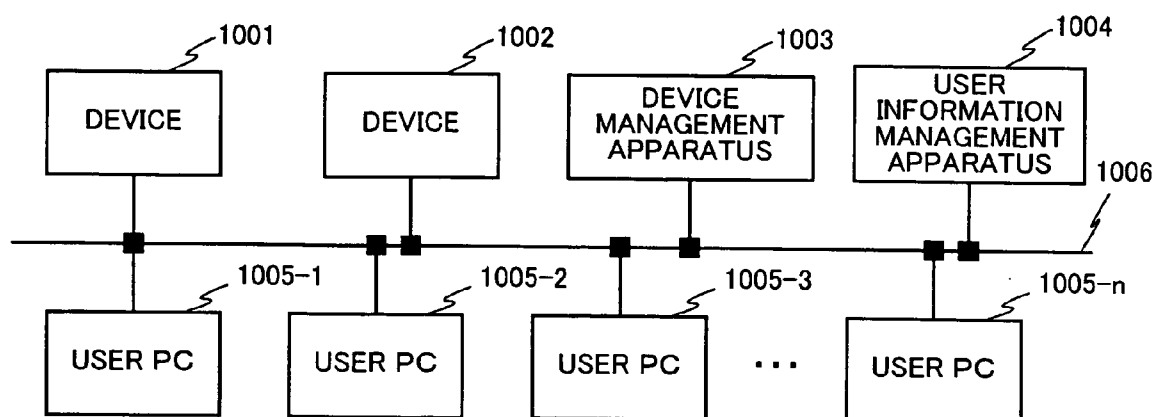 1001
1002
1003
1004
DEVICE
DEVICE
DEVICE
MANAGEMENT
APPARATUS
USER
INFORMATION
MANAGEMENT
APPARATUS
1006
1005-1
1005-2
1005-3
1005-n
USER PC
USER PC
USER PC
...
USER PC